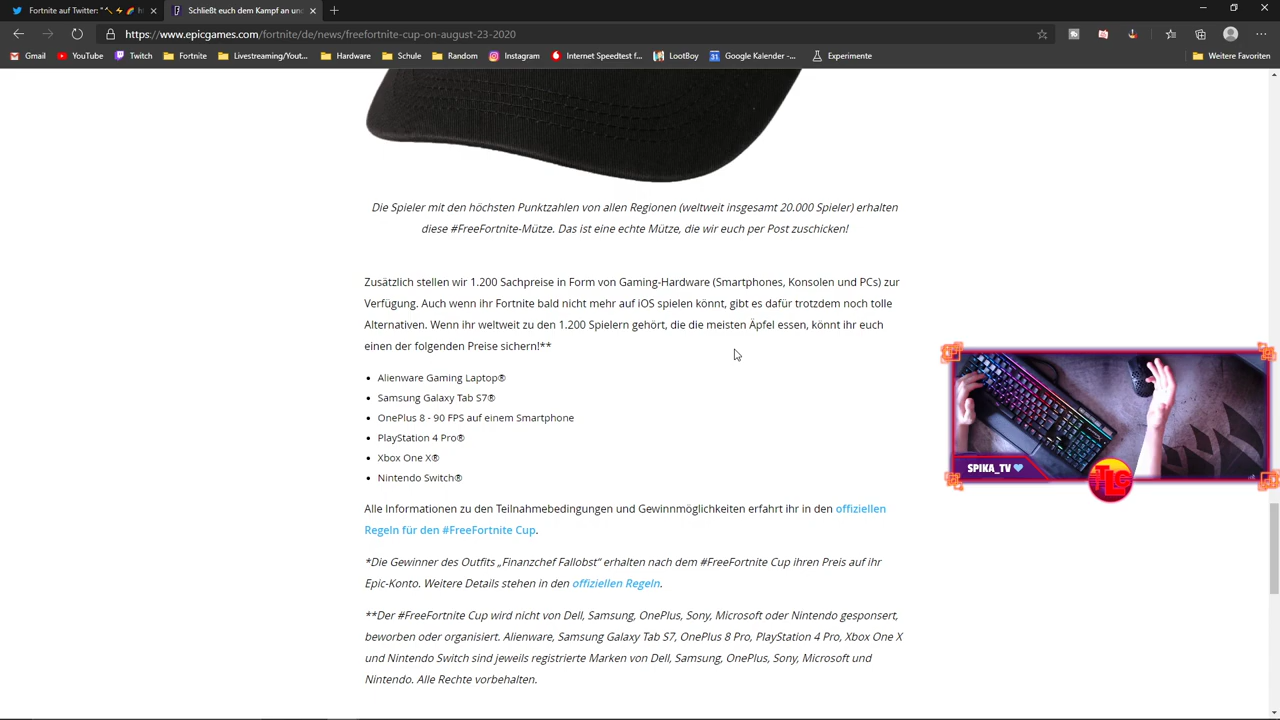 Fortnite auf Twitter: "
Schließt euch dem Kampf an und
https://www.epicgames.com/fortnite/de/news/freefortnite-cup-on-august-23-2020
Gmail
YouTube
Twitch
Fortnite
Livestreaming/Yout...
Hardware
Schule
Random
Instagram
Internet Speedtest f...
LootBoy
31
Google Kalender -...
Experimente
Weitere Favoriten
Die Spieler mit den höchsten Punktzahlen von allen Regionen (weltweit insgesamt 20.000 Spieler) erhalten
diese #FreeFortnite-Mütze. Das ist eine echte Mütze, die wir euch per Post zuschicken!
Zusätzlich stellen wir 1.200 Sachpreise in Form von Gaming-Hardware (Smartphones, Konsolen und PCs) zur
Verfügung. Auch wenn ihr Fortnite bald nicht mehr auf iOS spielen könnt, gibt es dafür trotzdem noch tolle
Alternativen. Wenn ihr weltweit zu den 1.200 Spielern gehört, die die meisten Äpfel essen, könnt ihr euch
einen der folgenden Preise sichern!**
• Alienware Gaming Laptop®
• Samsung Galaxy Tab S7®
• OnePlus 8 - 90 FPS auf einem Smartphone
• PlayStation 4 Pro®
• Xbox One X®
• Nintendo Switch®
Alle Informationen zu den Teilnahmebedingungen und Gewinnmöglichkeiten erfahrt ihr in den offiziellen
Regeln für den #FreeFortnite Cup.
*Die Gewinner des Outfits „Finanzchef Fallobst“ erhalten nach dem #FreeFortnite Cup ihren Preis auf ihr
Epic-Konto. Weitere Details stehen in den offiziellen Regeln.
**Der #FreeFortnite Cup wird nicht von Dell, Samsung, OnePlus, Sony, Microsoft oder Nintendo gesponsert,
beworben oder organisiert. Alienware, Samsung Galaxy Tab S7, OnePlus 8 Pro, PlayStation 4 Pro, Xbox One X
und Nintendo Switch sind jeweils registrierte Marken von Dell, Samsung, OnePlus, Sony, Microsoft und
Nintendo. Alle Rechte vorbehalten.
SPIKA_TV
TLC